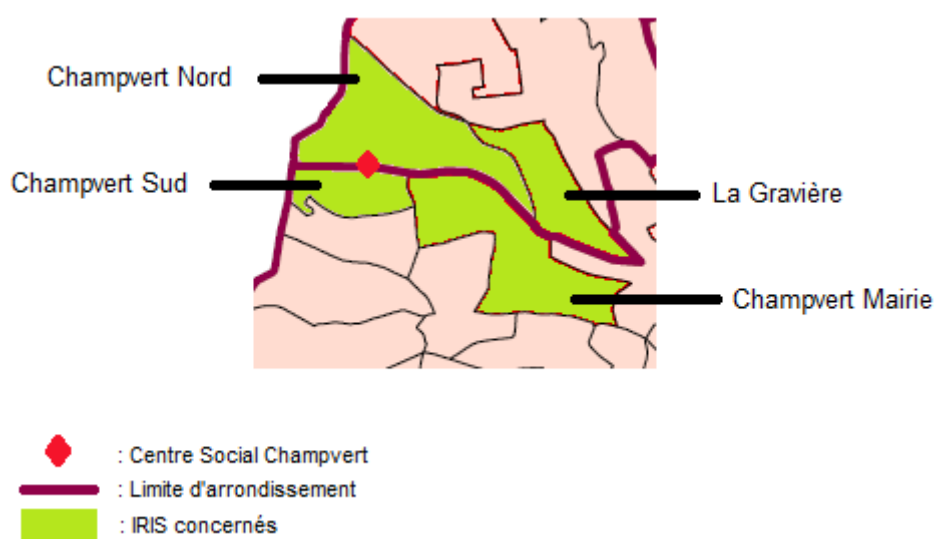 Champvert Nord
Champvert Sud
La Gravière
Champvert Mairie
: Centre Social Champvert
: Limite d'arrondissement
: IRIS concernés